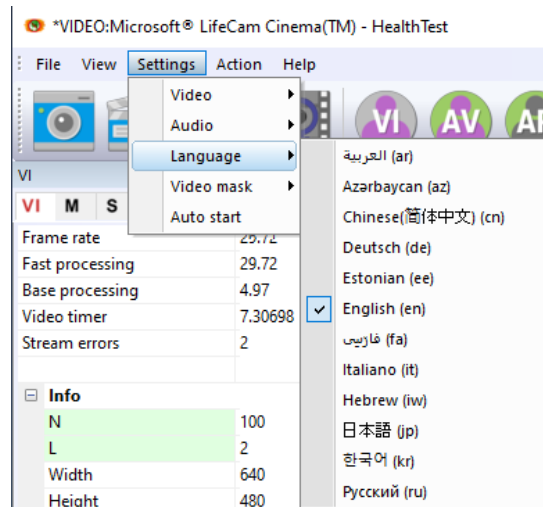 *VIDEO:Microsoft® LifeCam Cinema(TM) - HealthTest
File View Settings Action Help
Video
Audio
Language
Video mask
Auto start
VI AV
VI
VI M S
Frame rate
Fast processing 29.72
Base processing 4.97
Video timer 7.30698
Stream errors 2
Info
N 100
L 2
Width 640
Height 480
العربية (ar)
Azərbaycan (az)
Chinese(简体中文) (cn)
Deutsch (de)
Estonian (ee)
English (en)
فارسی (fa)
Italiano (it)
Hebrew (iw)
日本語 (jp)
한국어 (kr)
Русский (ru)